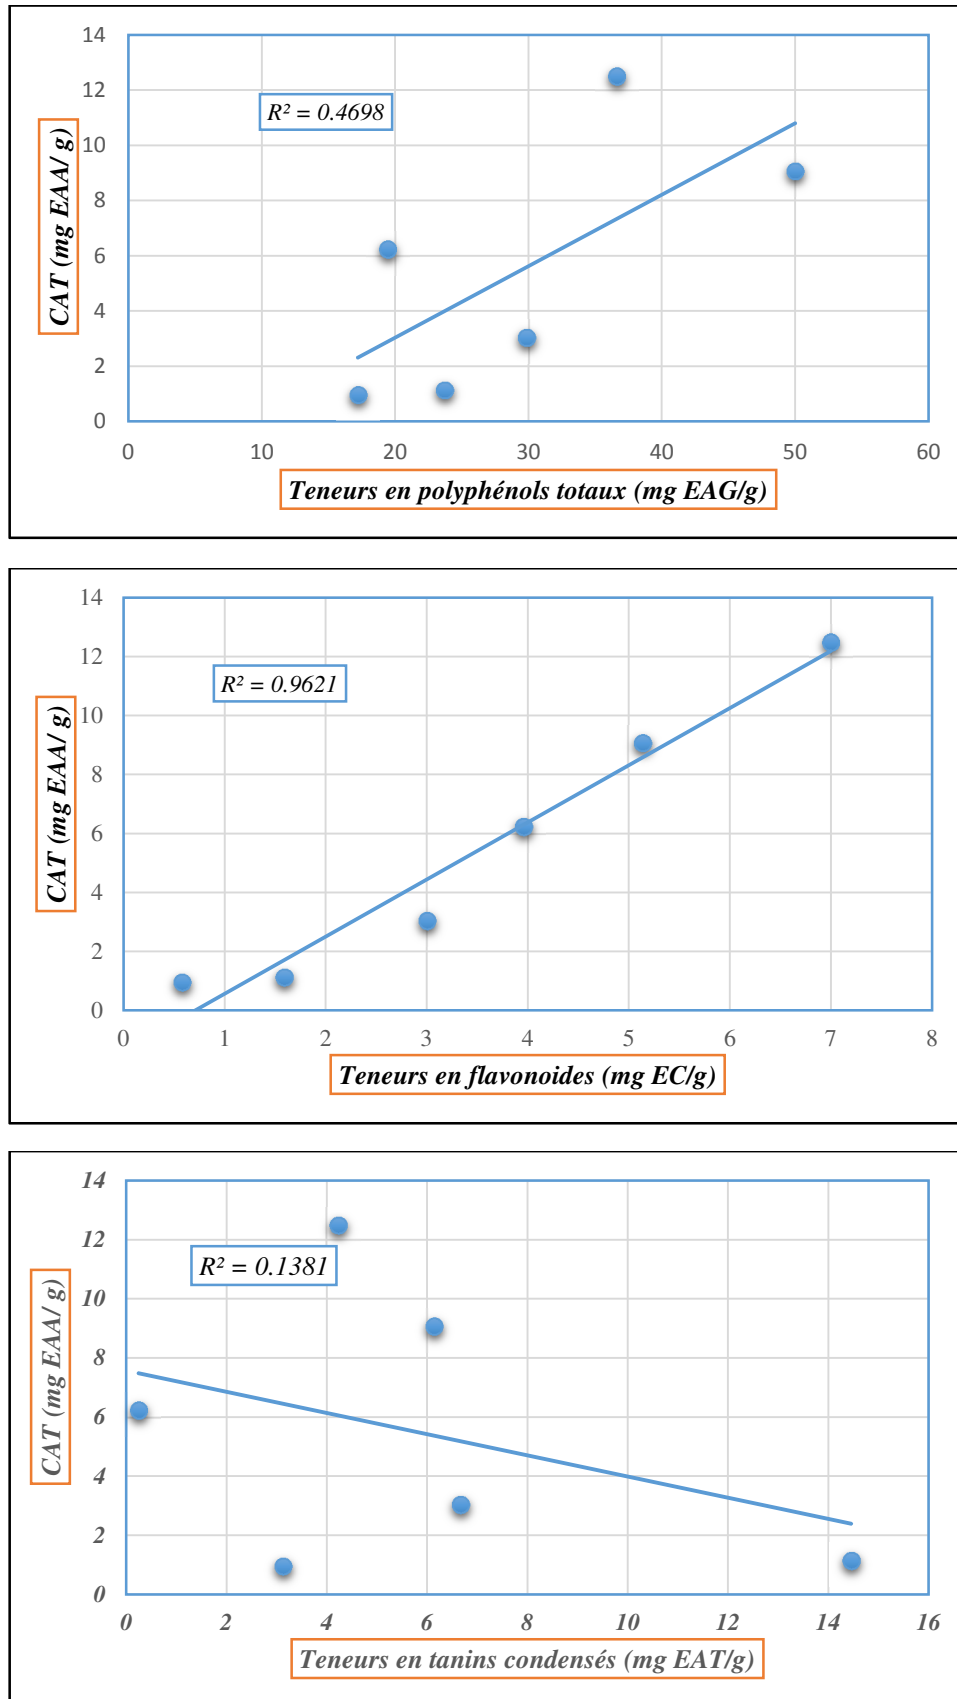 14
12
10
8
6
4
2
0
CAT (mg EAA/ g)
R² = 0.4698
0 10 20 30 40 50 60
Teneurs en polyphénols totaux (mg EAG/g)
14
12
10
8
6
4
2
0
CAT (mg EAA/ g)
R² = 0.9621
0 1 2 3 4 5 6 7 8
Teneurs en flavonoides (mg EC/g)
14
12
10
8
6
4
2
0
CAT (mg EAA/ g)
R² = 0.1381
0 2 4 6 8 10 12 14 16
Teneurs en tanins condensés (mg EAT/g)